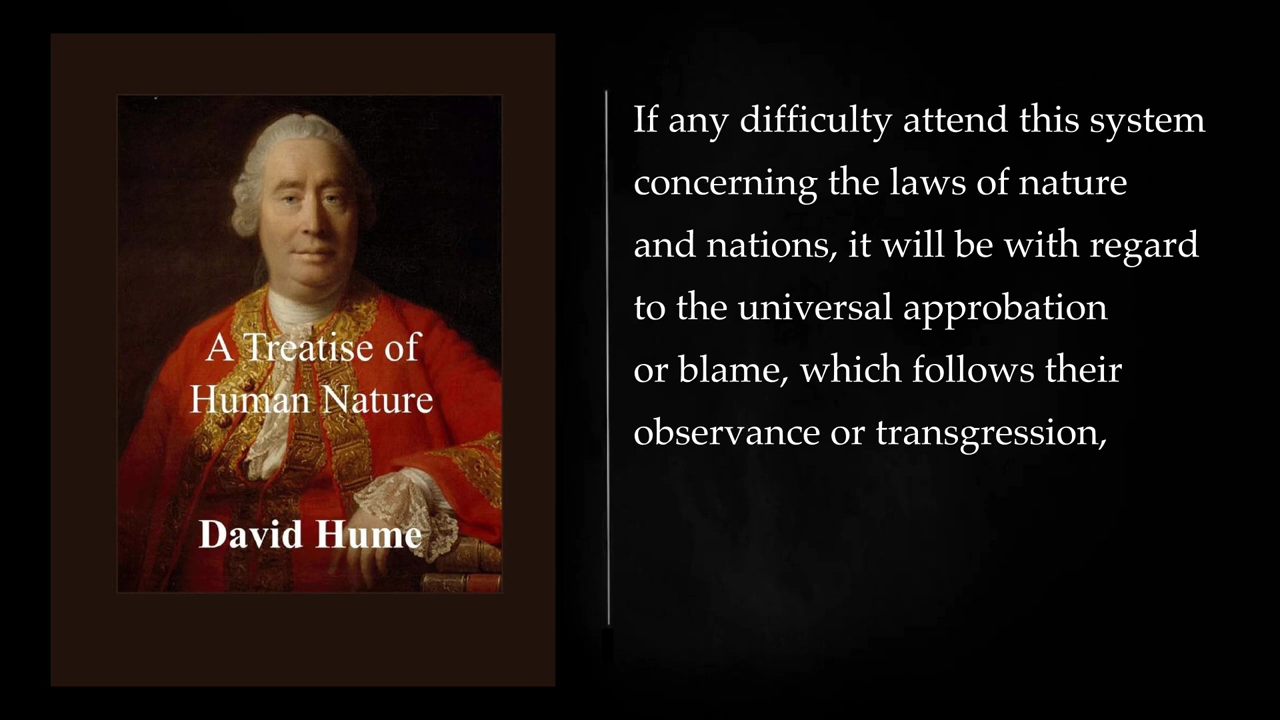 A Treatise of
Human Nature
David Hume
If any difficulty attend this system
concerning the laws of nature
and nations, it will be with regard
to the universal approbation
or blame, which follows their
observance or transgression,